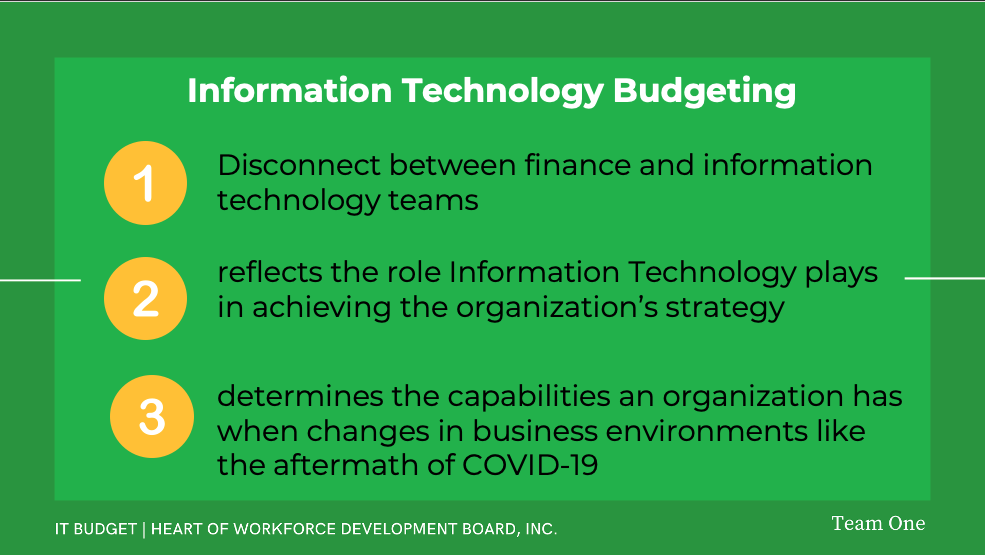 Information Technology Budgeting
1
Disconnect between finance and information
technology teams
2
reflects the role Information Technology plays
in achieving the organization's strategy
3
determines the capabilities an organization has
when changes in business environments like
the aftermath of COVID-19
IT BUDGET | HEART OF WORKFORCE DEVELOPMENT BOARD, INC.
Team One